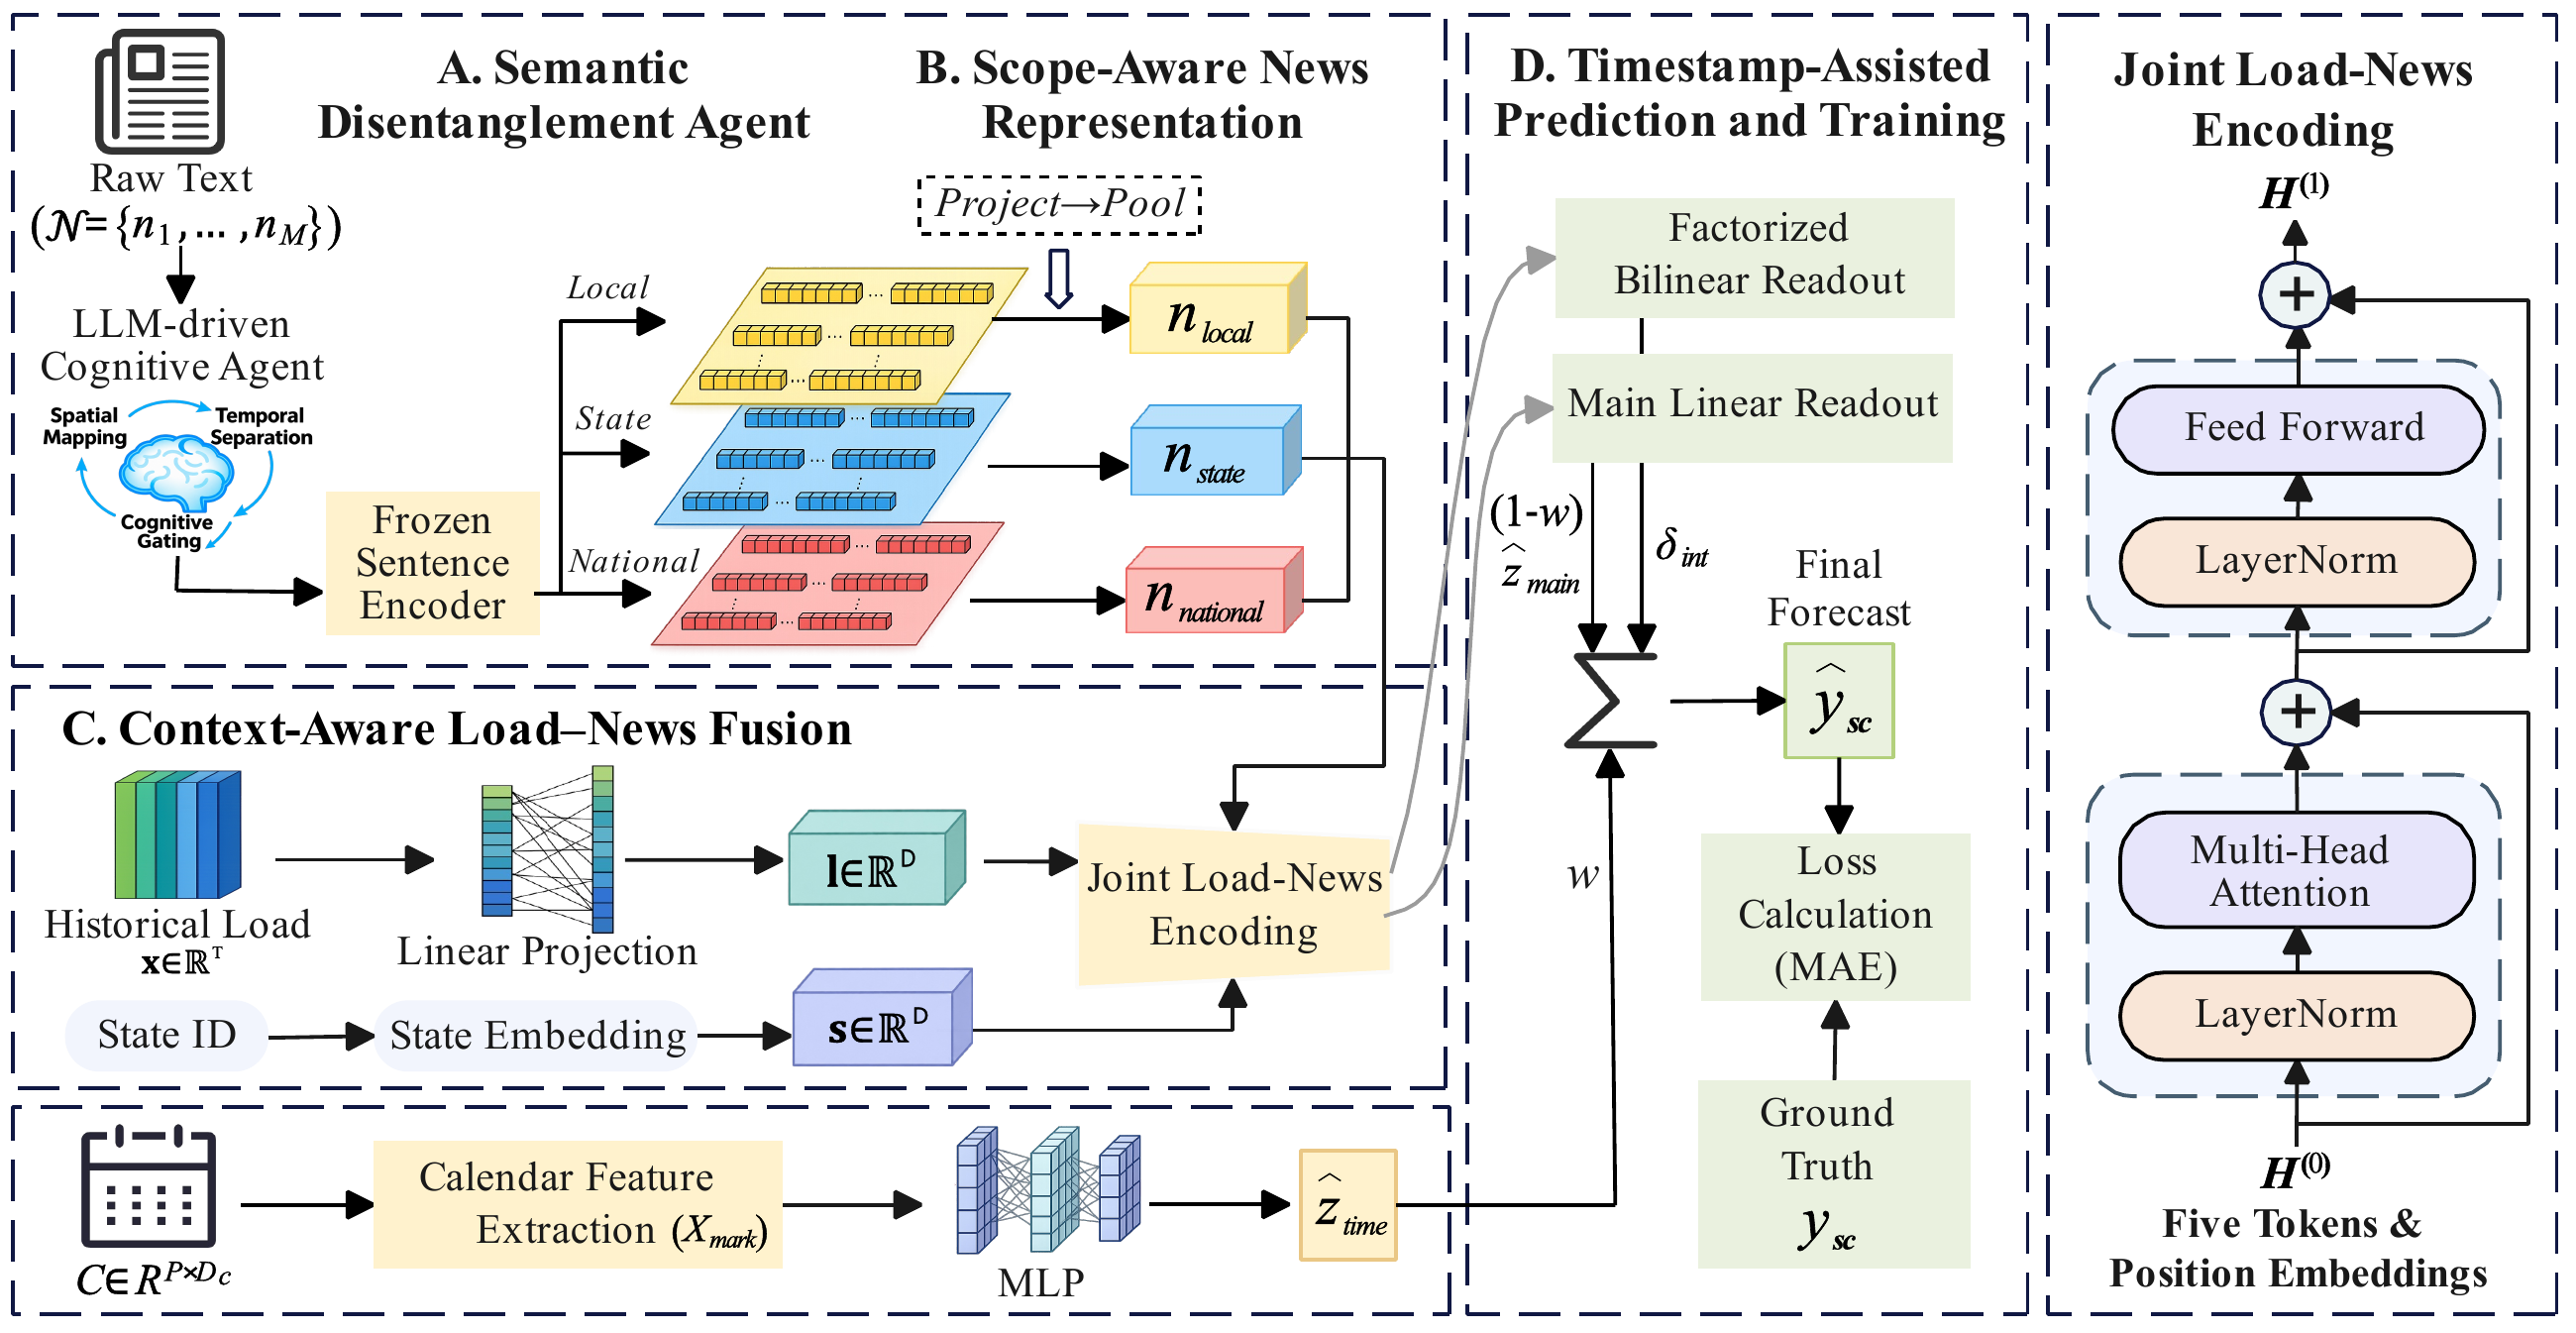 A. Semantic
Disentanglement Agent
B. Scope-Aware News
Representation
Raw Text
(𝒩={n₁,...,n_M})
LLM-driven
Cognitive Agent
Spatial
Mapping
Temporal
Separation
Cognitive
Gating
Frozen
Sentence
Encoder
Local
State
National
Project→Pool
n local
n state
n national
C. Context-Aware Load–News Fusion
Historical Load
x∈ℝᵀ
Linear Projection
l∈ℝᴰ
State ID
State Embedding
s∈ℝᴰ
Joint Load-News
Encoding
C∈R^{P×D_c}
Calendar Feature
Extraction (X_mark)
MLP
ẑ time
D. Timestamp-Assisted
Prediction and Training
Factorized
Bilinear Readout
Main Linear Readout
(1-w)
ẑ main
δ int
Σ
w
Final
Forecast
ŷ sc
Loss
Calculation
(MAE)
Ground
Truth
y sc
Joint Load-News
Encoding
H⁽¹⁾
+
Feed Forward
LayerNorm
+
Multi-Head
Attention
LayerNorm
H⁽⁰⁾
Five Tokens &
Position Embeddings